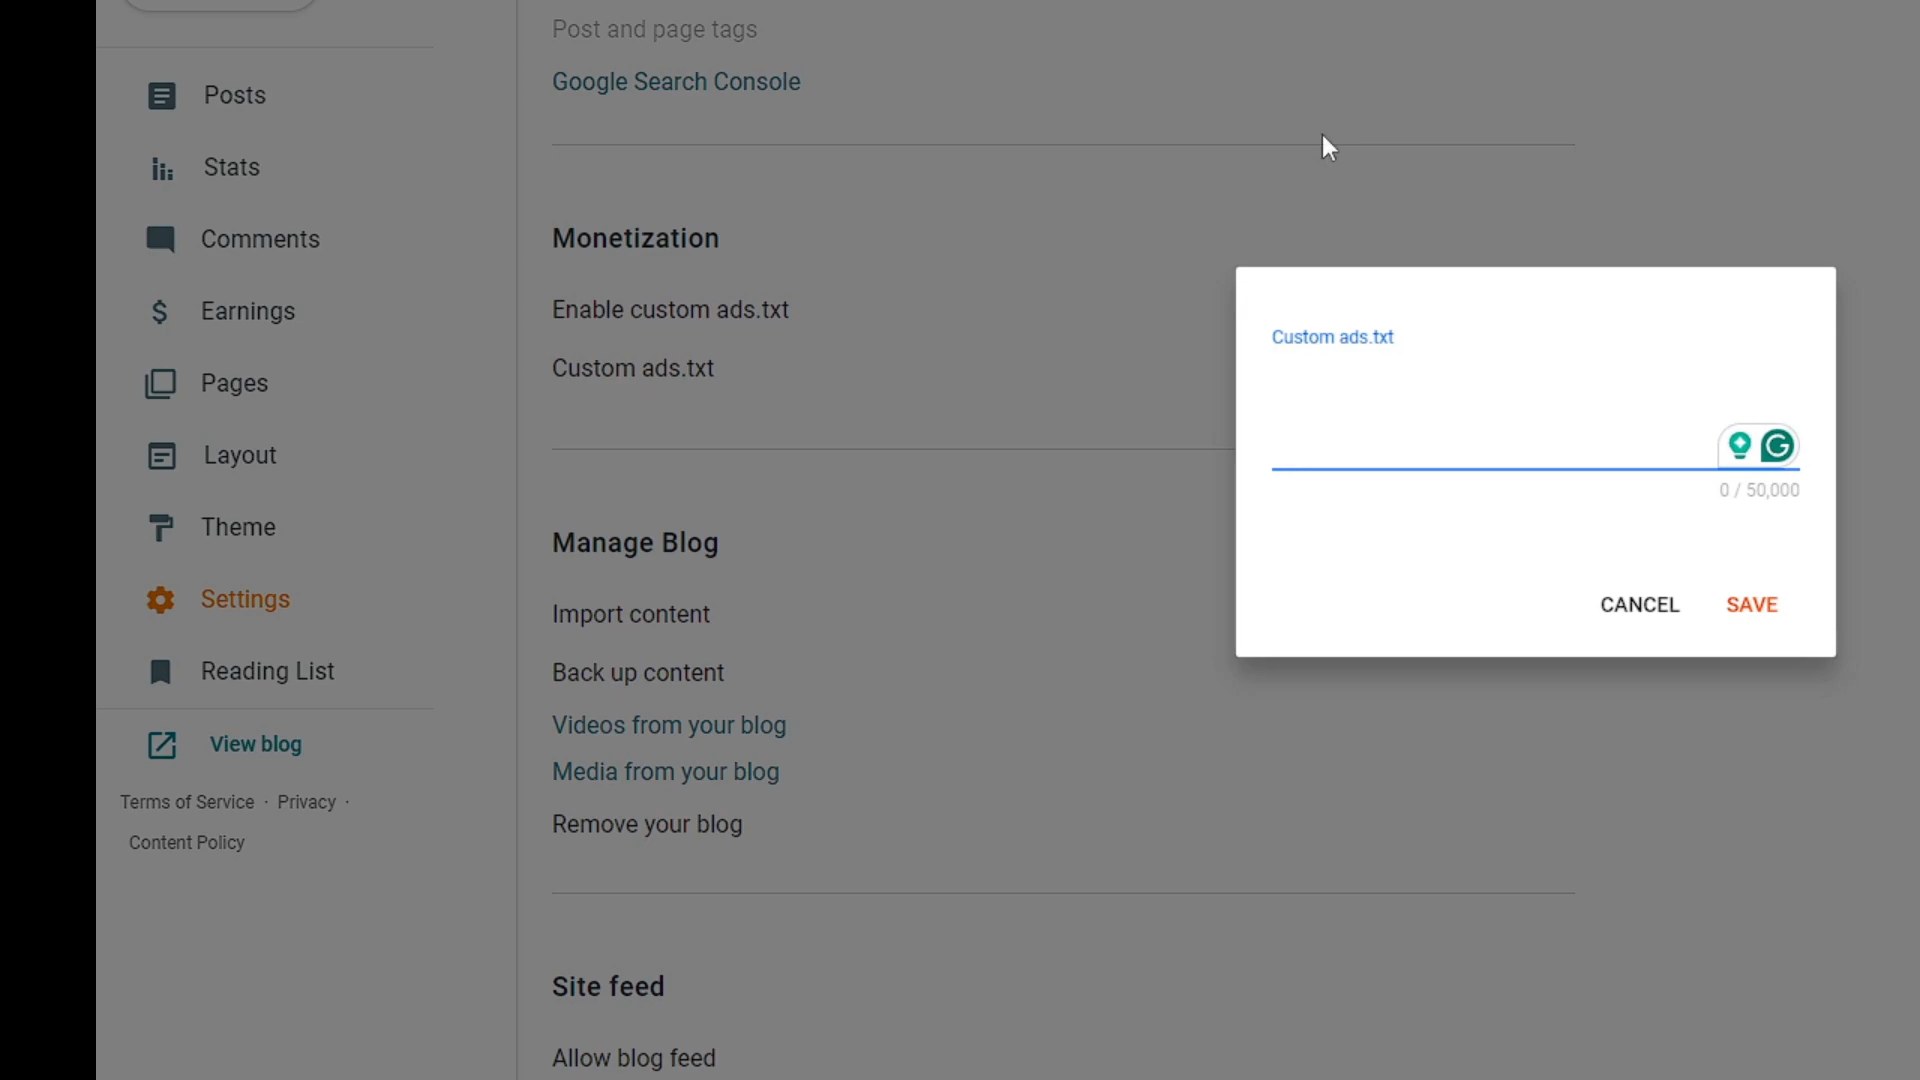 Posts
Stats
Comments
Earnings
Pages
Layout
Theme
Settings
Reading List
View blog
Terms of Service · Privacy ·
Content Policy
Post and page tags
Google Search Console
Monetization
Enable custom ads.txt
Custom ads.txt
Manage Blog
Import content
Back up content
Videos from your blog
Media from your blog
Remove your blog
Site feed
Allow blog feed
Custom ads.txt
0 / 50,000
CANCEL SAVE